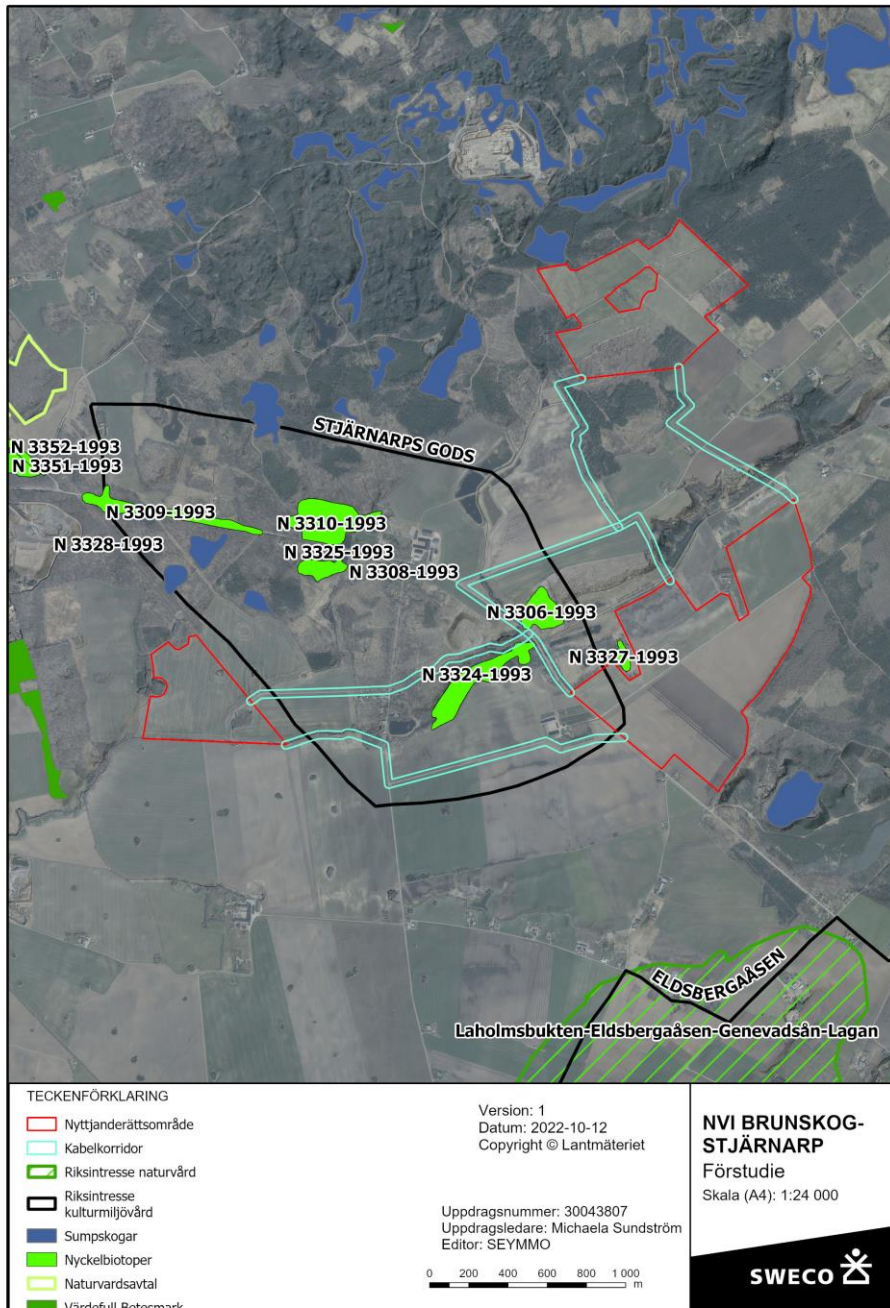 STJÄRNARPS GODS
N 3352-1993
N 3351-1993
N 3309-1993
N 3310-1993
N 3328-1993
N 3325-1993
N 3308-1993
N 3306-1993
N 3327-1993
N 3324-1993
ELDSBERGAÅSEN
Laholmsbukten-Eldsbergaåsen-Genevadsån-Lagan
TECKENFÖRKLARING
Nyttjanderättsområde
Kabelkorridor
Riksintresse naturvård
Riksintresse
kulturmiljövård
Sumpskogar
Nyckelbiotoper
Naturvardsavtal
Värdefull Betesmark
Version: 1
Datum: 2022-10-12
Copyright © Lantmäteriet
Uppdragsnummer: 30043807
Uppdragsledare: Michaela Sundström
Editor: SEYMMO
0 200 400 600 800 1 000
m
NVI BRUNSKOG-
STJÄRNARP
Förstudie
Skala (A4): 1:24 000
SWECO